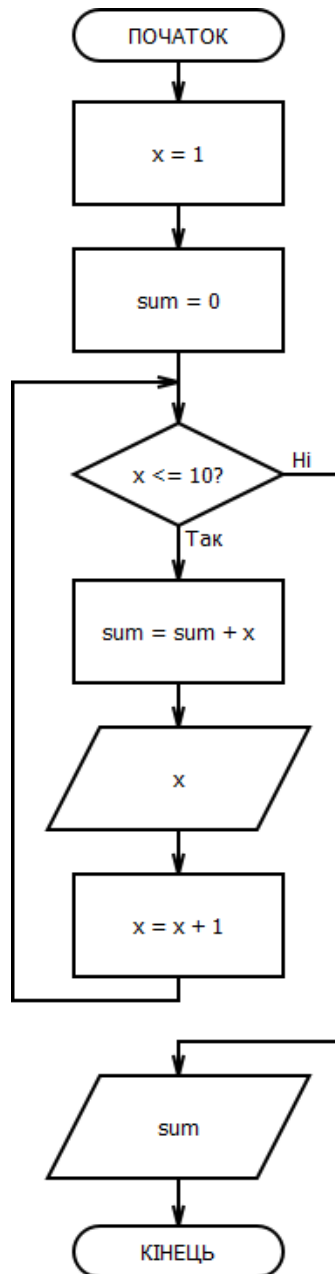 ПОЧАТОК
x = 1
sum = 0
x <= 10?
Ні
Так
sum = sum + x
x
x = x + 1
sum
КІНЕЦЬ